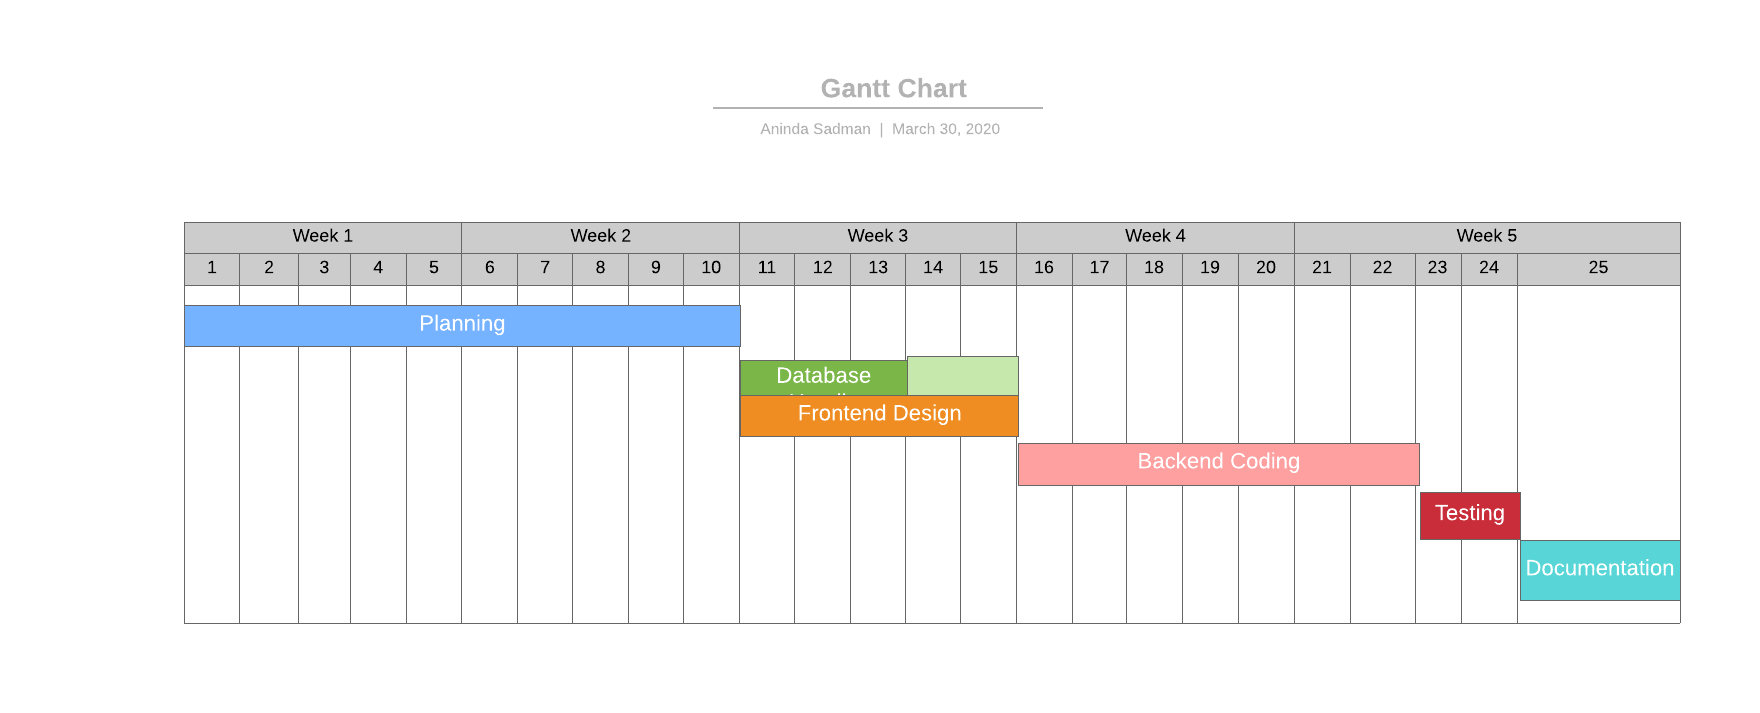 Gantt Chart
Aninda Sadman | March 30, 2020
Week 1 Week 2 Week 3 Week 4 Week 5
1 2 3 4 5 6 7 8 9 10 11 12 13 14 15 16 17 18 19 20 21 22 23 24 25
Planning
Database
Frontend Design
Backend Coding
Testing
Documentation